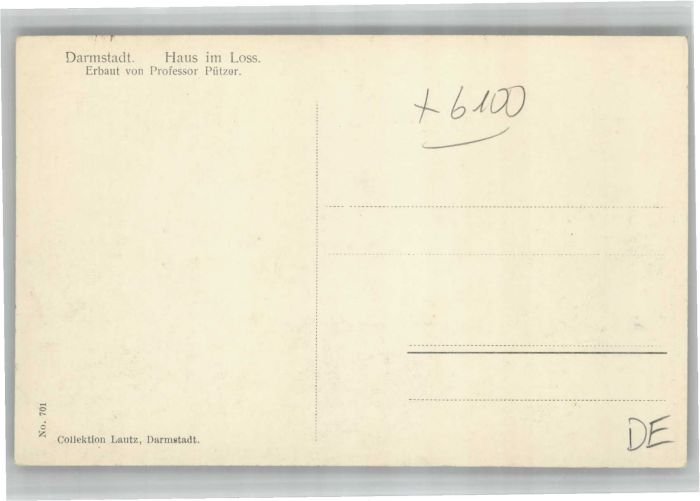 Darmstadt. Haus im Loss.
Erbaut von Professor Pützer.
+ 6100
No. 701
Collektion Lautz, Darmstadt.
DE